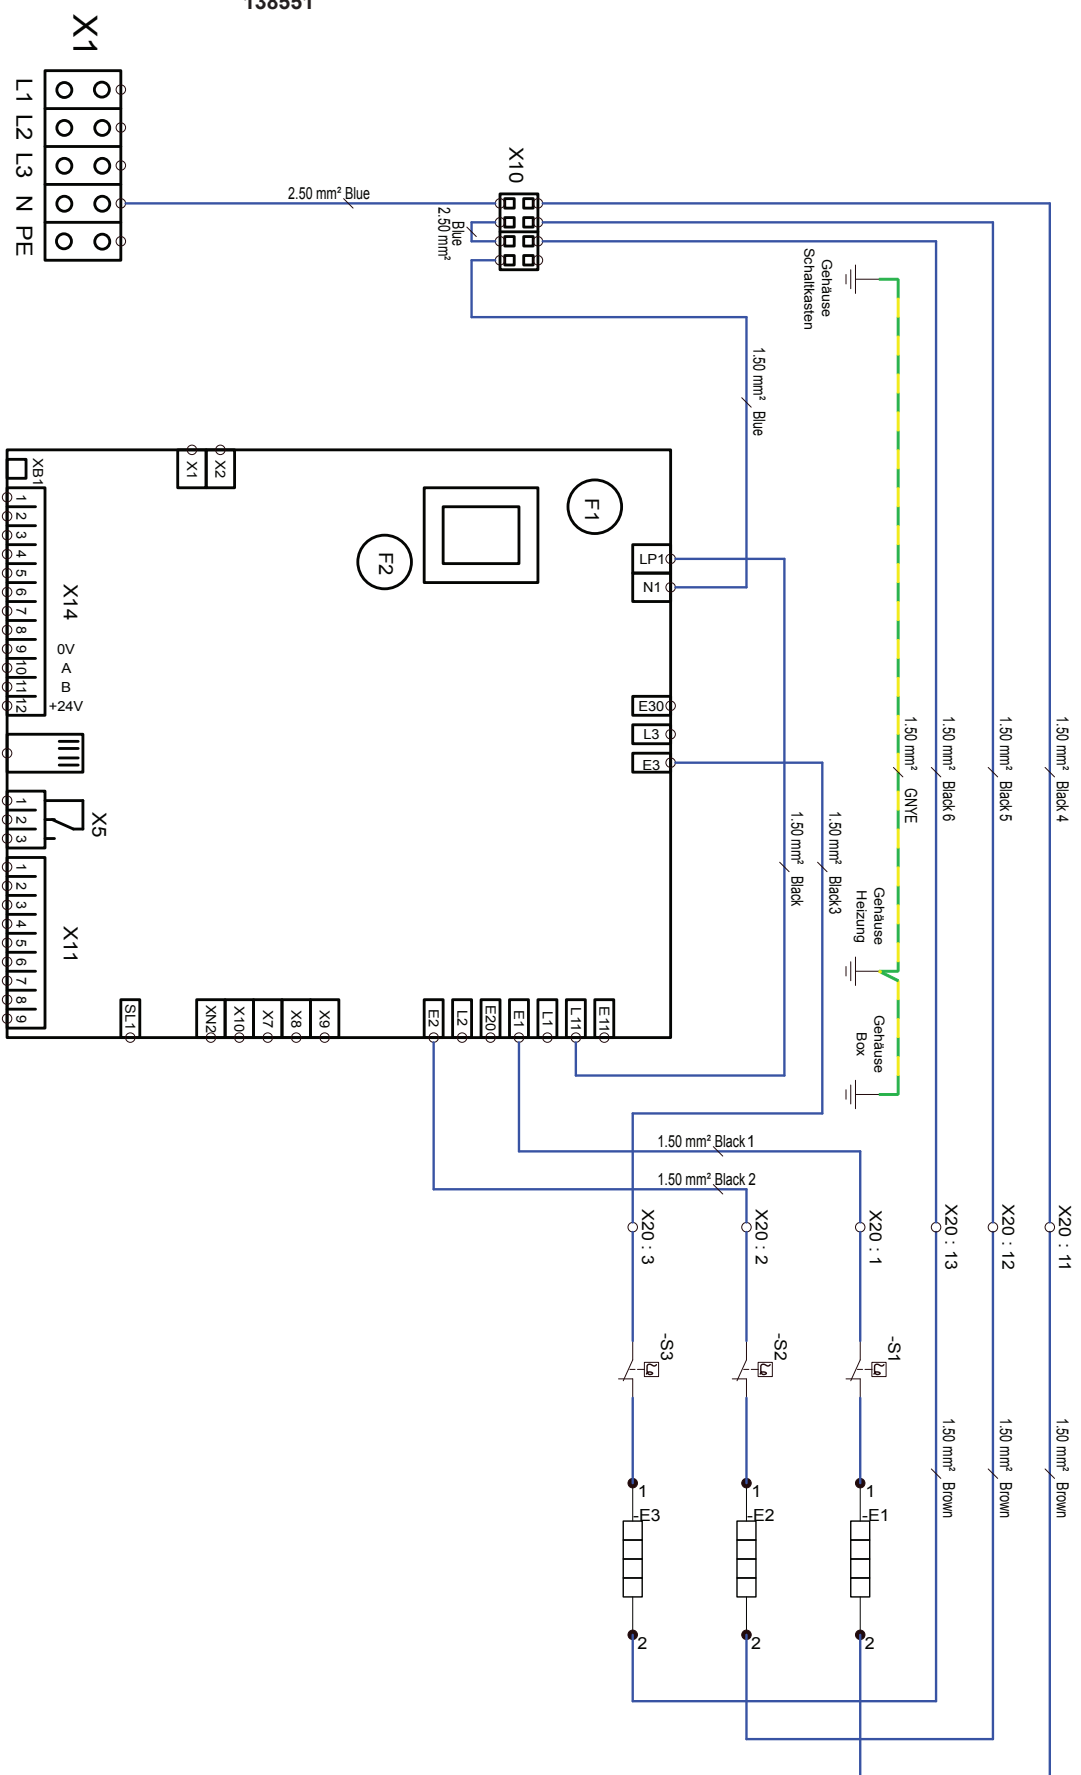 138551
X1
L1 L2 L3 N PE
2.50 mm² Blue
X10
Blue
2.50 mm²
Gehäuse
Schaltkasten
1.50 mm² Blue
XB1
X1
X2
F1
F2
LP1
N1
1
2
3
4
5
6
7
8
9
10
11
12
X14
0V
A
B
+24V
E30
L3
E3
1.50 mm² GNYE
1.50 mm² Black 6
1.50 mm² Black 5
1.50 mm² Black 4
1.50 mm² Black
1.50 mm² Black3
1
2
3
X5
1
2
3
4
5
6
7
8
9
X11
Gehäuse
Heizung
Gehäuse
Box
SL1
XN2
X10
X7
X8
X9
E2
L2
E20
E1
L1
L11
E11
1.50 mm² Black 1
1.50 mm² Black 2
X20 : 3
X20 : 2
X20 : 1
X20 : 13
X20 : 12
X20 : 11
-S3
-S2
-S1
1.50 mm² Brown
1.50 mm² Brown
1.50 mm² Brown
1
-E3
2
1
-E2
2
1
-E1
2